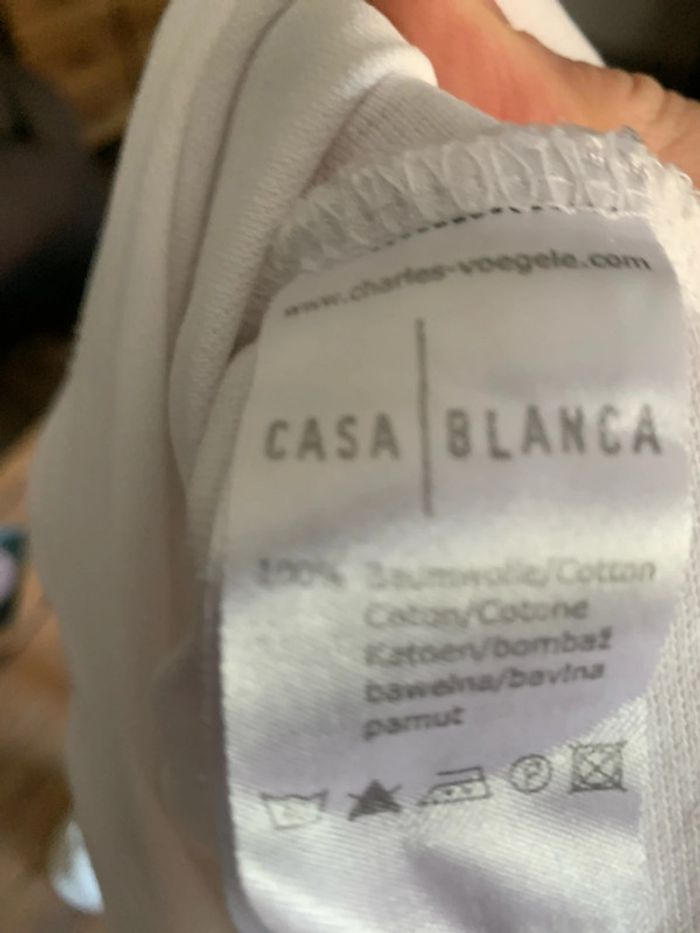 www.charles-voegele.com
CASA BLANCA
100% Baumwolle/Cotton
Coton/Cotone
Katoen/bombaž
bawełna/bavlna
pamut
P